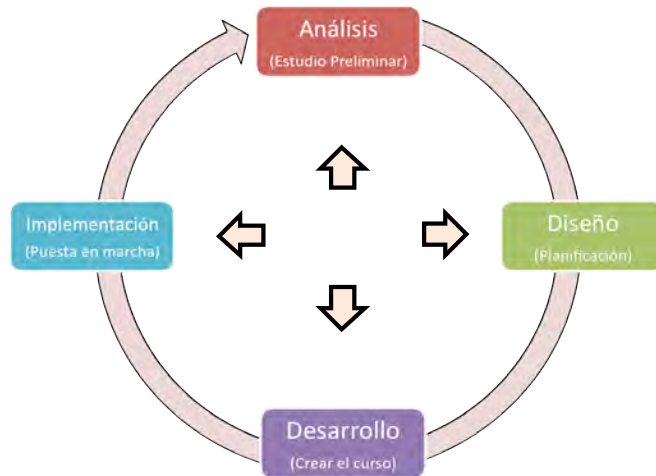 Análisis
(Estudio Preliminar)
Implementación
(Puesta en marcha)
Diseño
(Planificación)
Desarrollo
(Crear el curso)